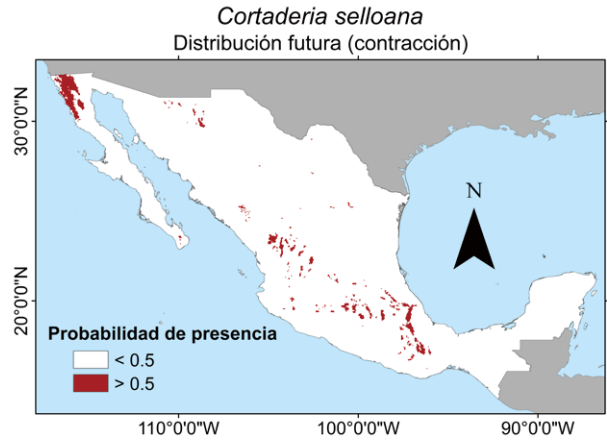 Cortaderia selloana
Distribución futura (contracción)
30°0'0"N
20°0'0"N
N
Probabilidad de presencia
< 0.5
> 0.5
110°0'0"W
100°0'0"W
90°0'0"W